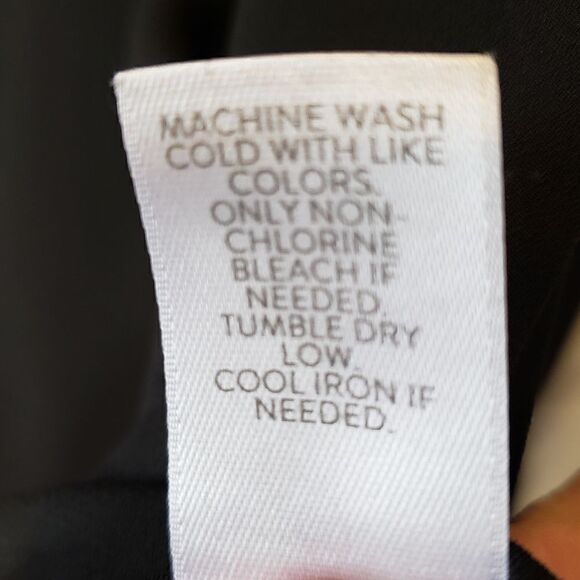 MACHINE WASH
COLD WITH LIKE
COLORS.
ONLY NON-
CHLORINE
BLEACH IF
NEEDED.
TUMBLE DRY
LOW.
COOL IRON IF
NEEDED.